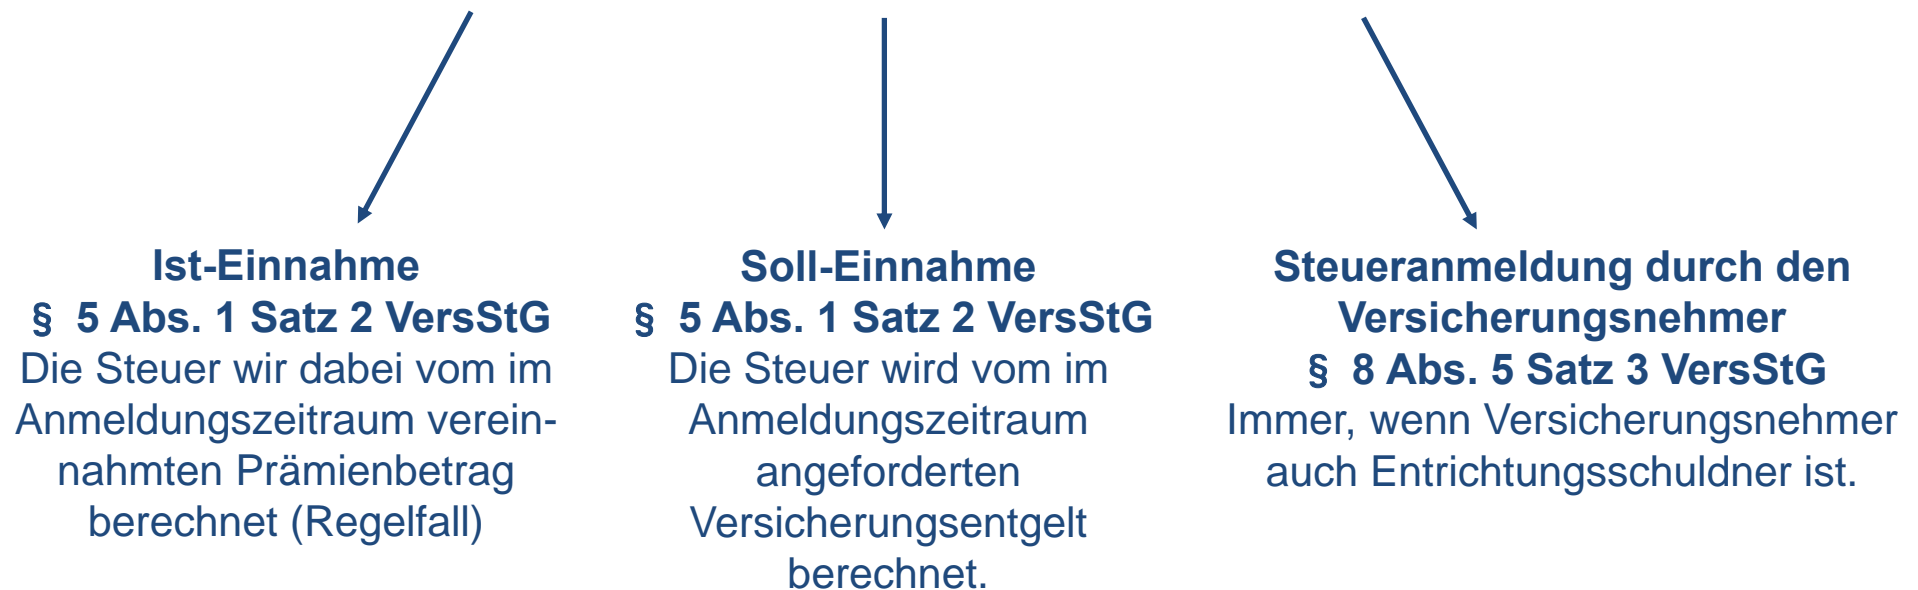 Ist-Einnahme
§ 5 Abs. 1 Satz 2 VersStG
Die Steuer wir dabei vom im
Anmeldungszeitraum verein-
nahmten Prämienbetrag
berechnet (Regelfall)
Soll-Einnahme
§ 5 Abs. 1 Satz 2 VersStG
Die Steuer wird vom im
Anmeldungszeitraum
angeforderten
Versicherungsentgelt
berechnet.
Steueranmeldung durch den
Versicherungsnehmer
§ 8 Abs. 5 Satz 3 VersStG
Immer, wenn Versicherungsnehmer
auch Entrichtungsschuldner ist.